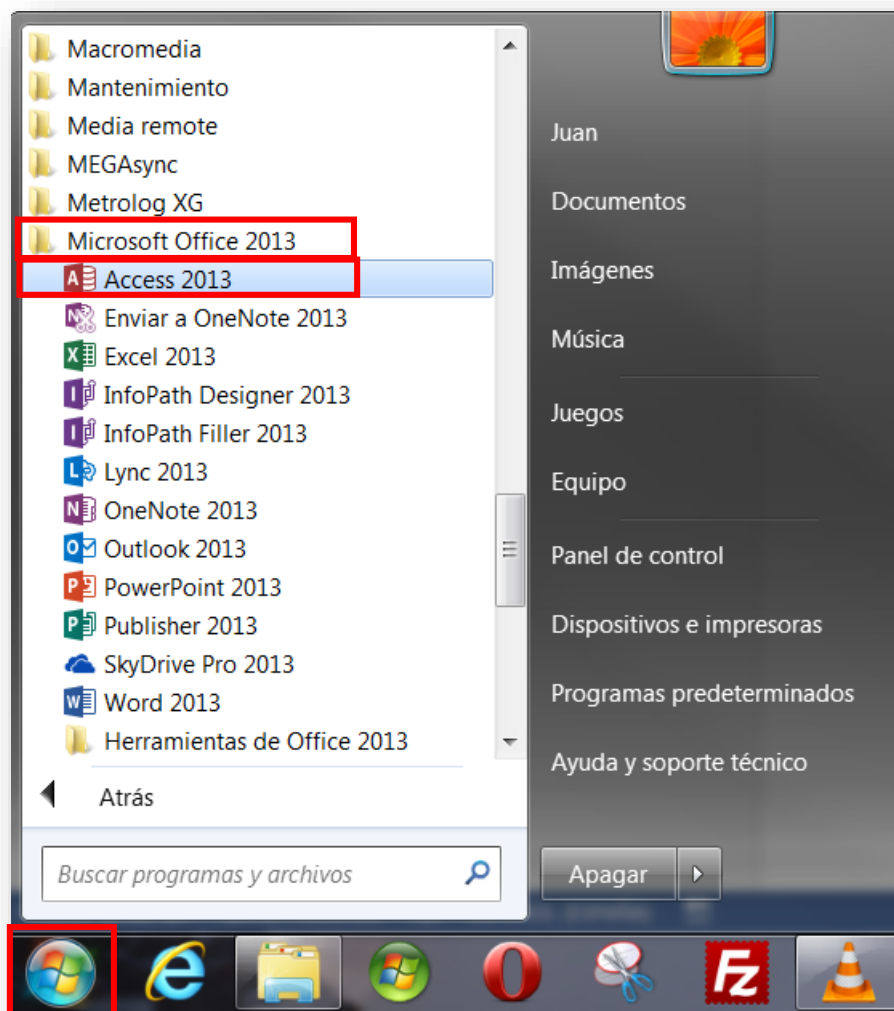 Macromedia
Mantenimiento
Media remote
MEGAsync
Metrolog XG
Microsoft Office 2013
Access 2013
Enviar a OneNote 2013
Excel 2013
InfoPath Designer 2013
InfoPath Filler 2013
Lync 2013
OneNote 2013
Outlook 2013
PowerPoint 2013
Publisher 2013
SkyDrive Pro 2013
Word 2013
Herramientas de Office 2013
Atrás
Buscar programas y archivos
Juan
Documentos
Imágenes
Música
Juegos
Equipo
Panel de control
Dispositivos e impresoras
Programas predeterminados
Ayuda y soporte técnico
Apagar